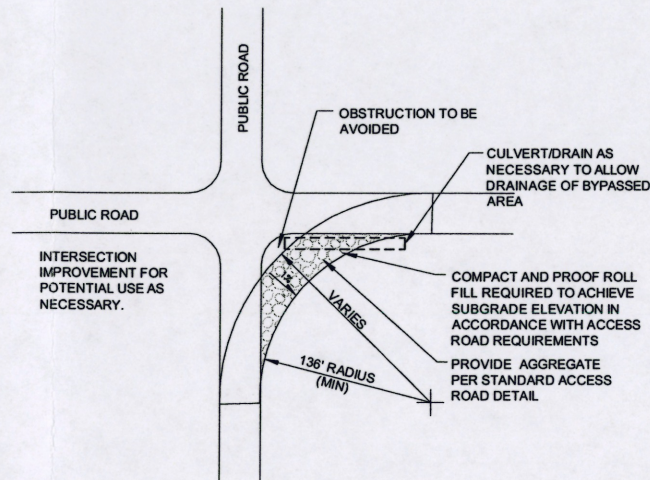 PUBLIC ROAD
OBSTRUCTION TO BE
AVOIDED
CULVERT/DRAIN AS
NECESSARY TO ALLOW
DRAINAGE OF BYPASSED
AREA
PUBLIC ROAD
INTERSECTION
IMPROVEMENT FOR
POTENTIAL USE AS
NECESSARY.
COMPACT AND PROOF ROLL
FILL REQUIRED TO ACHIEVE
SUBGRADE ELEVATION IN
ACCORDANCE WITH ACCESS
ROAD REQUIREMENTS
VARIES
136' RADIUS
(MIN)
PROVIDE AGGREGATE
PER STANDARD ACCESS
ROAD DETAIL